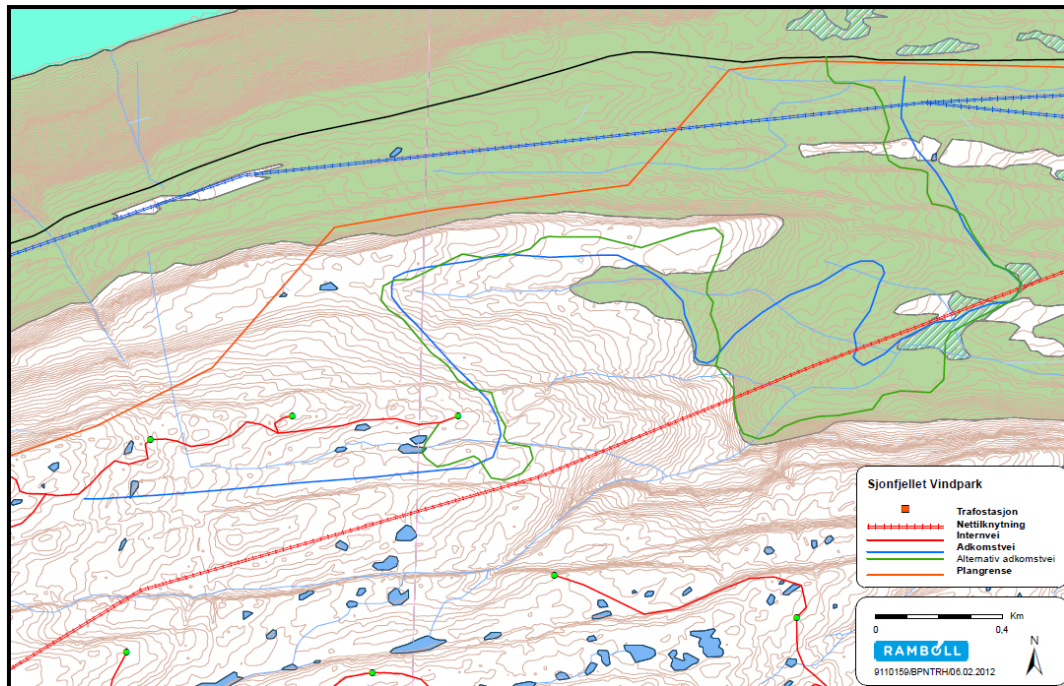 Sjonfjellet Vindpark
Trafostasjon
Nettilknytning
Internvei
Adkomstvei
Alternativ adkomstvei
Plangrense
Km
0 0.4
RAMBOLL
N
9110159/BPNTRH/06.02.2012